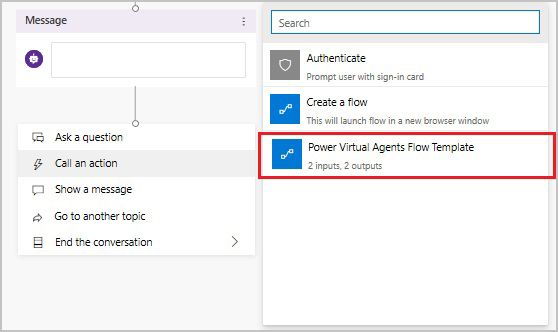 Message
Ask a question
Call an action
Show a message
Go to another topic
End the conversation
Search
Authenticate
Prompt user with sign-in card
Create a flow
This will launch flow in a new browser window
Power Virtual Agents Flow Template
2 inputs, 2 outputs